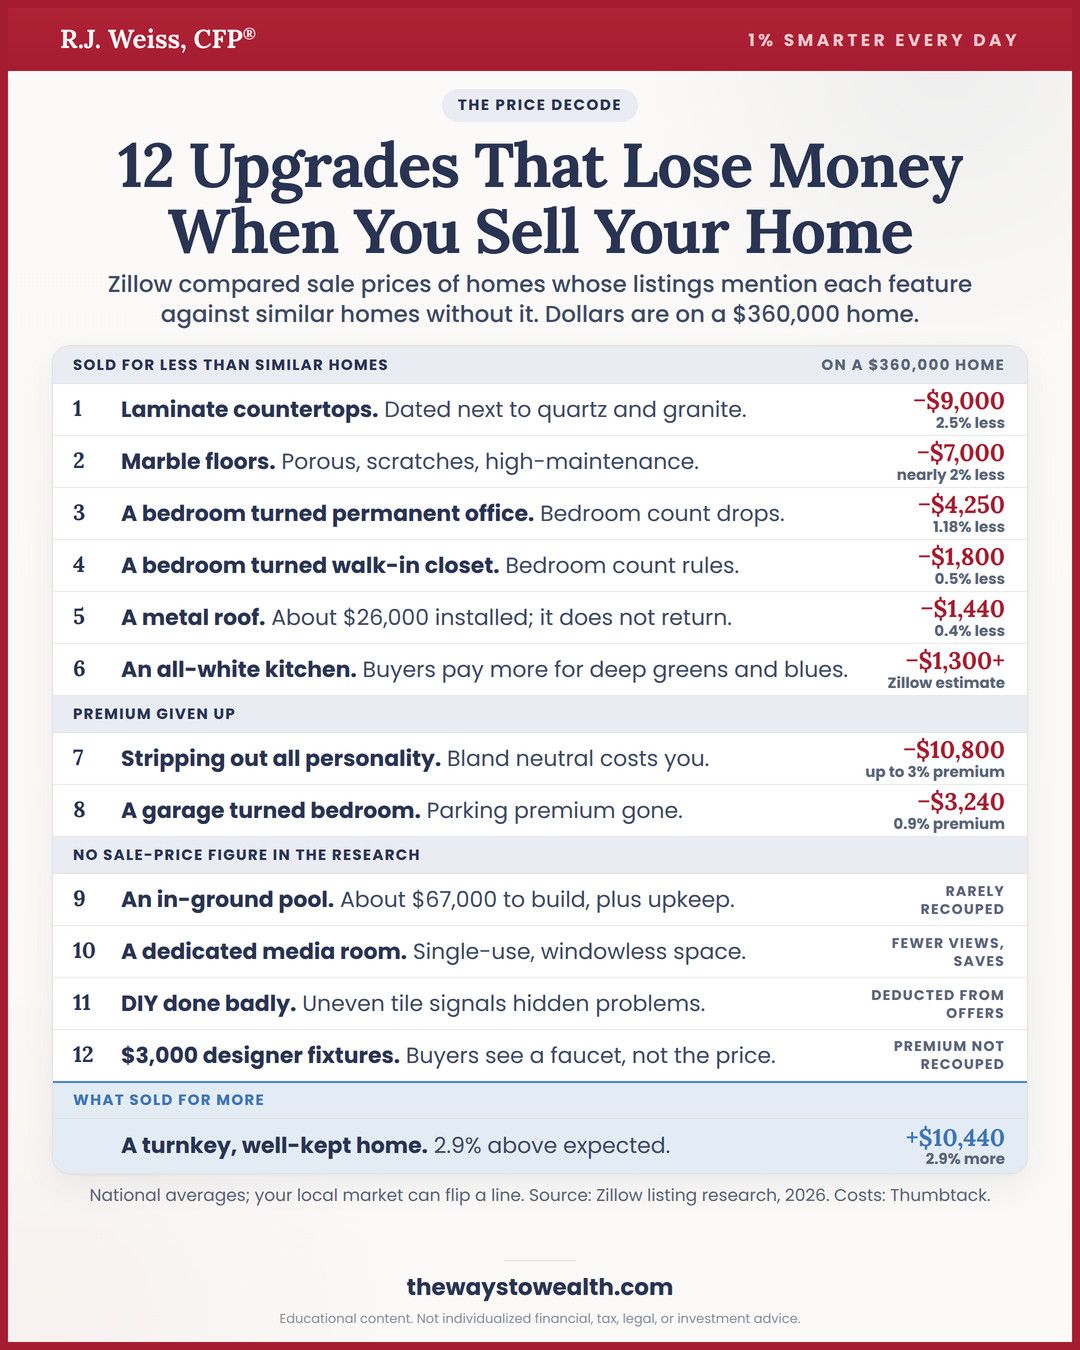 R.J. Weiss, CFP®
1% SMARTER EVERY DAY
THE PRICE DECODE
12 Upgrades That Lose Money
When You Sell Your Home
Zillow compared sale prices of homes whose listings mention each feature
against similar homes without it. Dollars are on a $360,000 home.
SOLD FOR LESS THAN SIMILAR HOMES
ON A $360,000 HOME
1 Laminate countertops. Dated next to quartz and granite.
−$9,000
2.5% less
2 Marble floors. Porous, scratches, high-maintenance.
−$7,000
nearly 2% less
3 A bedroom turned permanent office. Bedroom count drops.
−$4,250
1.18% less
4 A bedroom turned walk-in closet. Bedroom count rules.
−$1,800
0.5% less
5 A metal roof. About $26,000 installed; it does not return.
−$1,440
0.4% less
6 An all-white kitchen. Buyers pay more for deep greens and blues.
−$1,300+
Zillow estimate
PREMIUM GIVEN UP
7 Stripping out all personality. Bland neutral costs you.
−$10,800
up to 3% premium
8 A garage turned bedroom. Parking premium gone.
−$3,240
0.9% premium
NO SALE-PRICE FIGURE IN THE RESEARCH
9 An in-ground pool. About $67,000 to build, plus upkeep.
RARELY
RECOUPED
10 A dedicated media room. Single-use, windowless space.
FEWER VIEWS,
SAVES
11 DIY done badly. Uneven tile signals hidden problems.
DEDUCTED FROM
OFFERS
12 $3,000 designer fixtures. Buyers see a faucet, not the price.
PREMIUM NOT
RECOUPED
WHAT SOLD FOR MORE
A turnkey, well-kept home. 2.9% above expected.
+$10,440
2.9% more
National averages; your local market can flip a line. Source: Zillow listing research, 2026. Costs: Thumbtack.
thewaystowealth.com
Educational content. Not individualized financial, tax, legal, or investment advice.